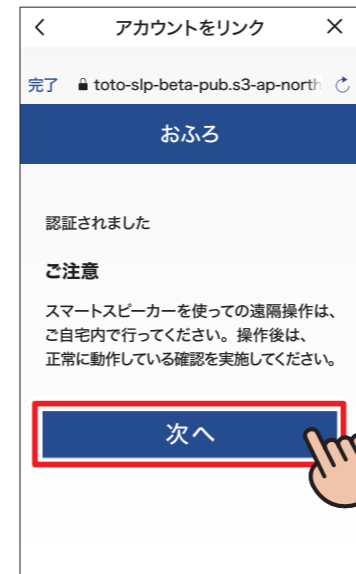 アカウントをリンク
完了 toto-slp-beta-pub.s3-ap-north
おふろ
認証されました
ご注意
スマートスピーカーを使っての遠隔操作は、
ご自宅内で行ってください。操作後は、
正常に動作している確認を実施してください。
次へ